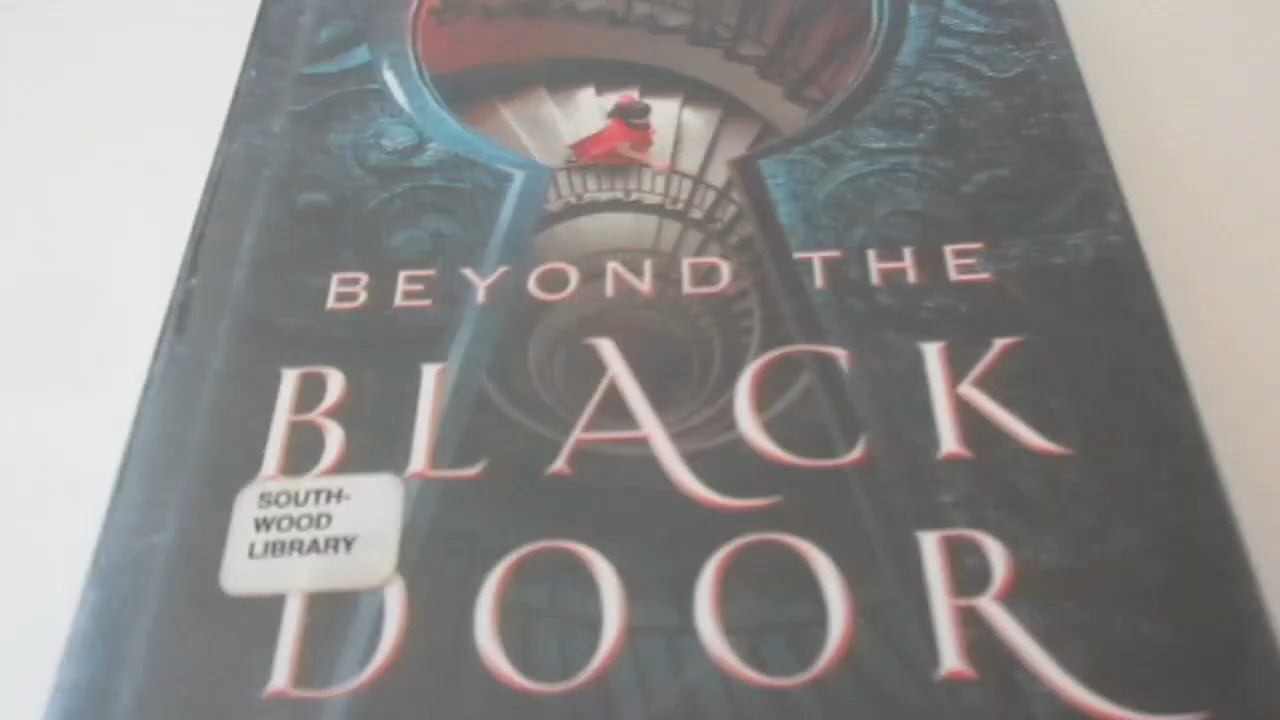 BEYOND THE
BLACK
SOUTH-
WOOD
LIBRARY
DOOR